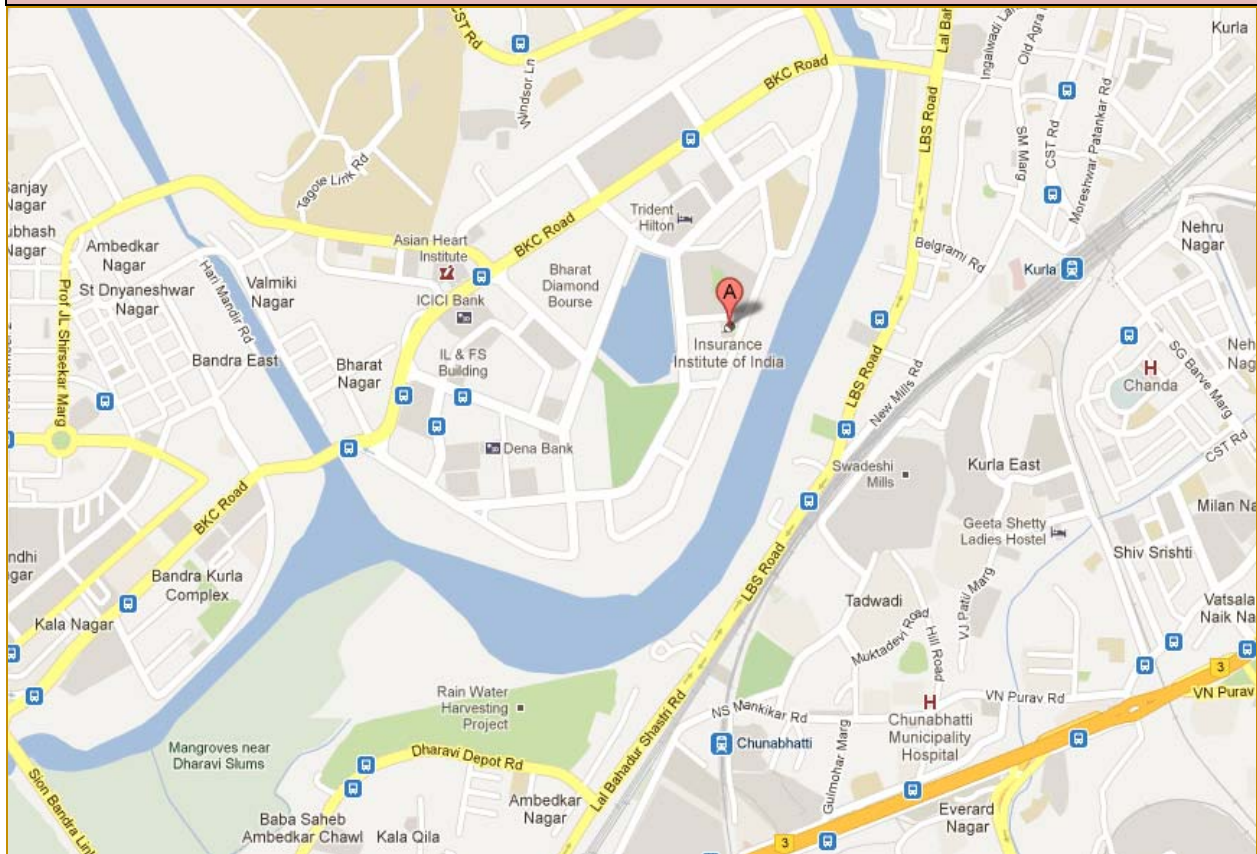 CST Rd
Windsor Ln
BKC Road
Lal Bah
LBS Road
Ingalwadi
Old Agra
SM Marg
CST Rd
Moreshwar Patankar Rd
Kurla
Tagore Link Rd
Sanjay
Nagar
Nagar
Ambedkar
Nagar
St Dnyaneshwar
Nagar
Prof JL Shirsekar Marg
Hari Mandir Rd
Valmiki
Nagar
Bandra East
Asian Heart
Institute
ICICI Bank
BKC Road
Bharat
Diamond
Bourse
Trident
Hilton
A
Insurance
Institute of India
Belgrami Rd
Kurla
Nehru
Nagar
IL & FS
Building
Bharat
Nagar
Dena Bank
LBS Road
New Mills Rd
SG Barve Marg
Neh
Nag
Chanda
CST Rd
Kurla East
Swadeshi
Mills
Milan Na
BKC Road
Geeta Shetty
Ladies Hostel
Shiv Srishti
ndhi
gar
Bandra Kurla
Complex
Kala Nagar
LBS Road
Tadwadi
Muktadevi Road
Hill Road
VJ Patil Marg
Vatsala
Naik Na
3
VN Purav
VN Purav Rd
Rain Water
Harvesting
Project
NS Mankikar Rd
Chunabhatti
Chunabhatti
Municipality
Hospital
Gulmohar Marg
Mangroves near
Dharavi Slums
Dharavi Depot Rd
Lal Bahadur Shastri Rd
Sion Bandra Link
Baba Saheb
Ambedkar Chawl
Kala Qila
Ambedkar
Nagar
Everard
Nagar
3